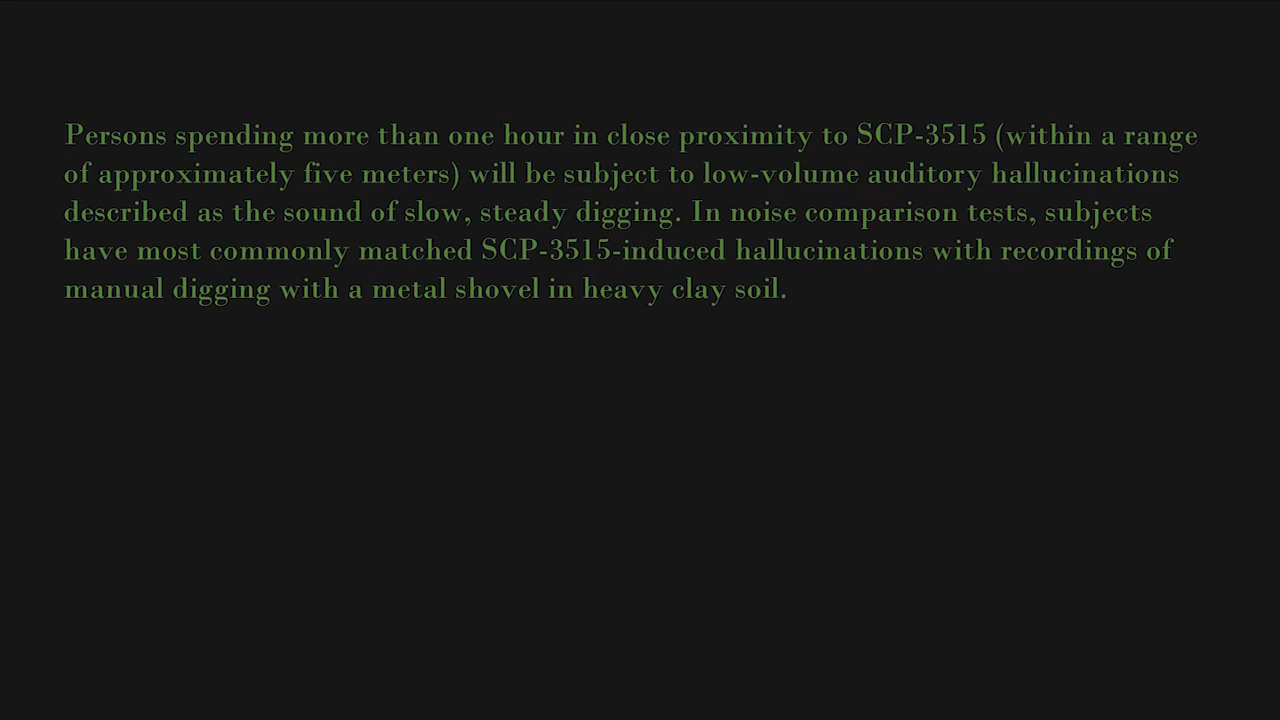 Persons spending more than one hour in close proximity to SCP-3515 (within a range
of approximately five meters) will be subject to low-volume auditory hallucinations
described as the sound of slow, steady digging. In noise comparison tests, subjects
have most commonly matched SCP-3515-induced hallucinations with recordings of
manual digging with a metal shovel in heavy clay soil.